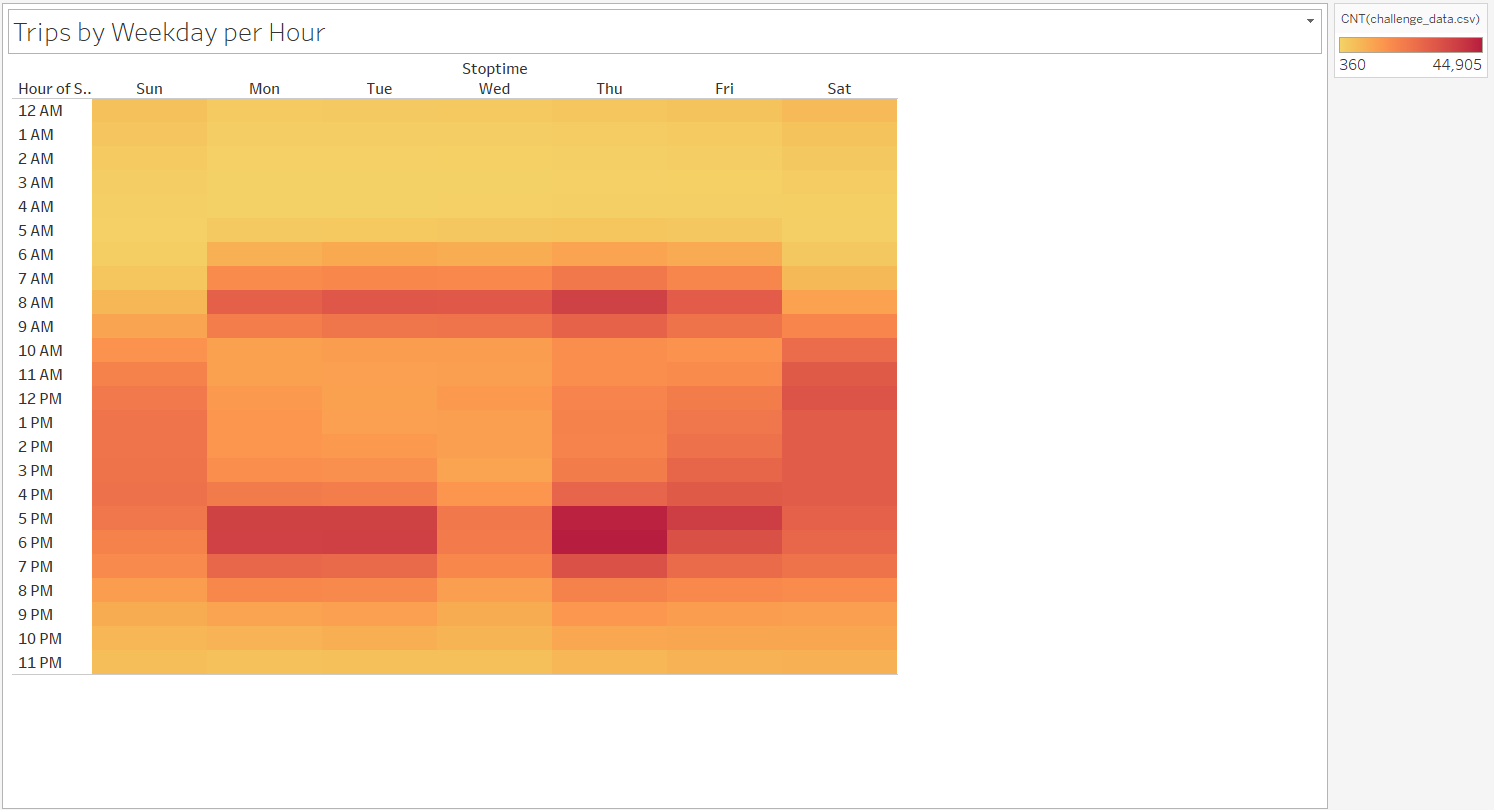 Trips by Weekday per Hour
CNT(challenge_data.csv)
360 44,905
Stoptime
Hour of S.. Sun Mon Tue Wed Thu Fri Sat
12 AM
1 AM
2 AM
3 AM
4 AM
5 AM
6 AM
7 AM
8 AM
9 AM
10 AM
11 AM
12 PM
1 PM
2 PM
3 PM
4 PM
5 PM
6 PM
7 PM
8 PM
9 PM
10 PM
11 PM